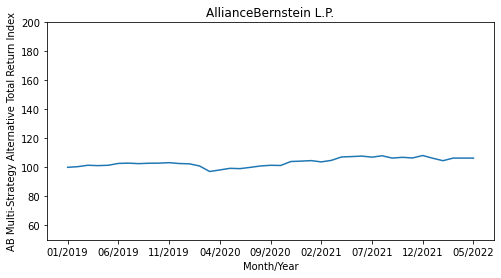 AllianceBernstein L.P.
AB Multi-Strategy Alternative Total Return Index
200
180
160
140
120
100
80
60
01/2019 06/2019 11/2019 04/2020 09/2020 02/2021 07/2021 12/2021 05/2022
Month/Year